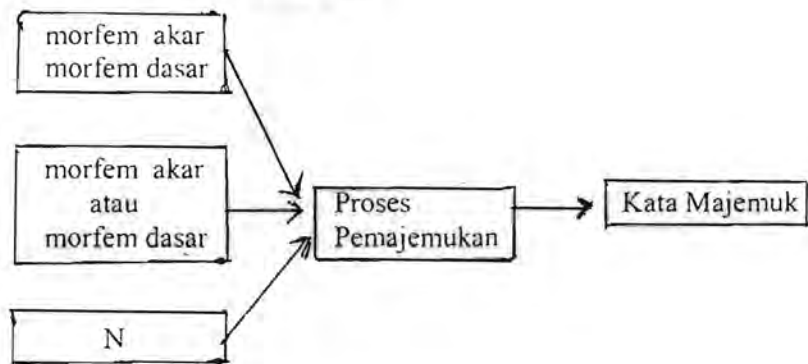 morfem akar
morfem dasar
morfem akar
atau
morfem dasar
N
Proses
Pemajemukan
Kata Majemuk